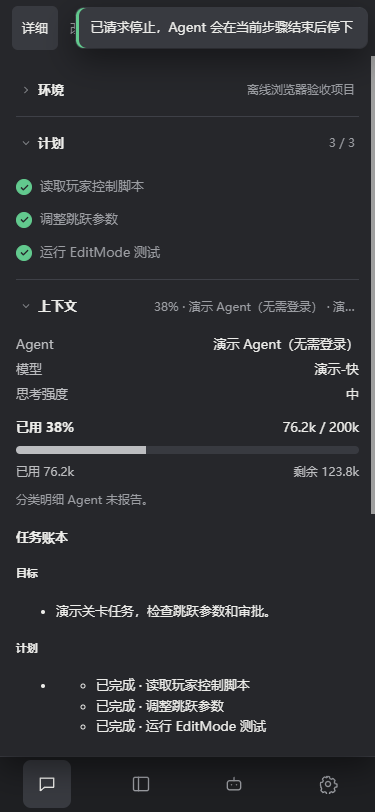 详细
已请求停止，Agent 会在当前步骤结束后停下
环境
离线浏览器验收项目
计划
3 / 3
读取玩家控制脚本
调整跳跃参数
运行 EditMode 测试
上下文
38% · 演示 Agent（无需登录） · 演...
Agent
演示 Agent（无需登录）
模型
演示-快
思考强度
中
已用 38%
76.2k / 200k
已用 76.2k
剩余 123.8k
分类明细 Agent 未报告。
任务账本
目标
演示关卡任务，检查跳跃参数和审批。
计划
已完成 · 读取玩家控制脚本
已完成 · 调整跳跃参数
已完成 · 运行 EditMode 测试